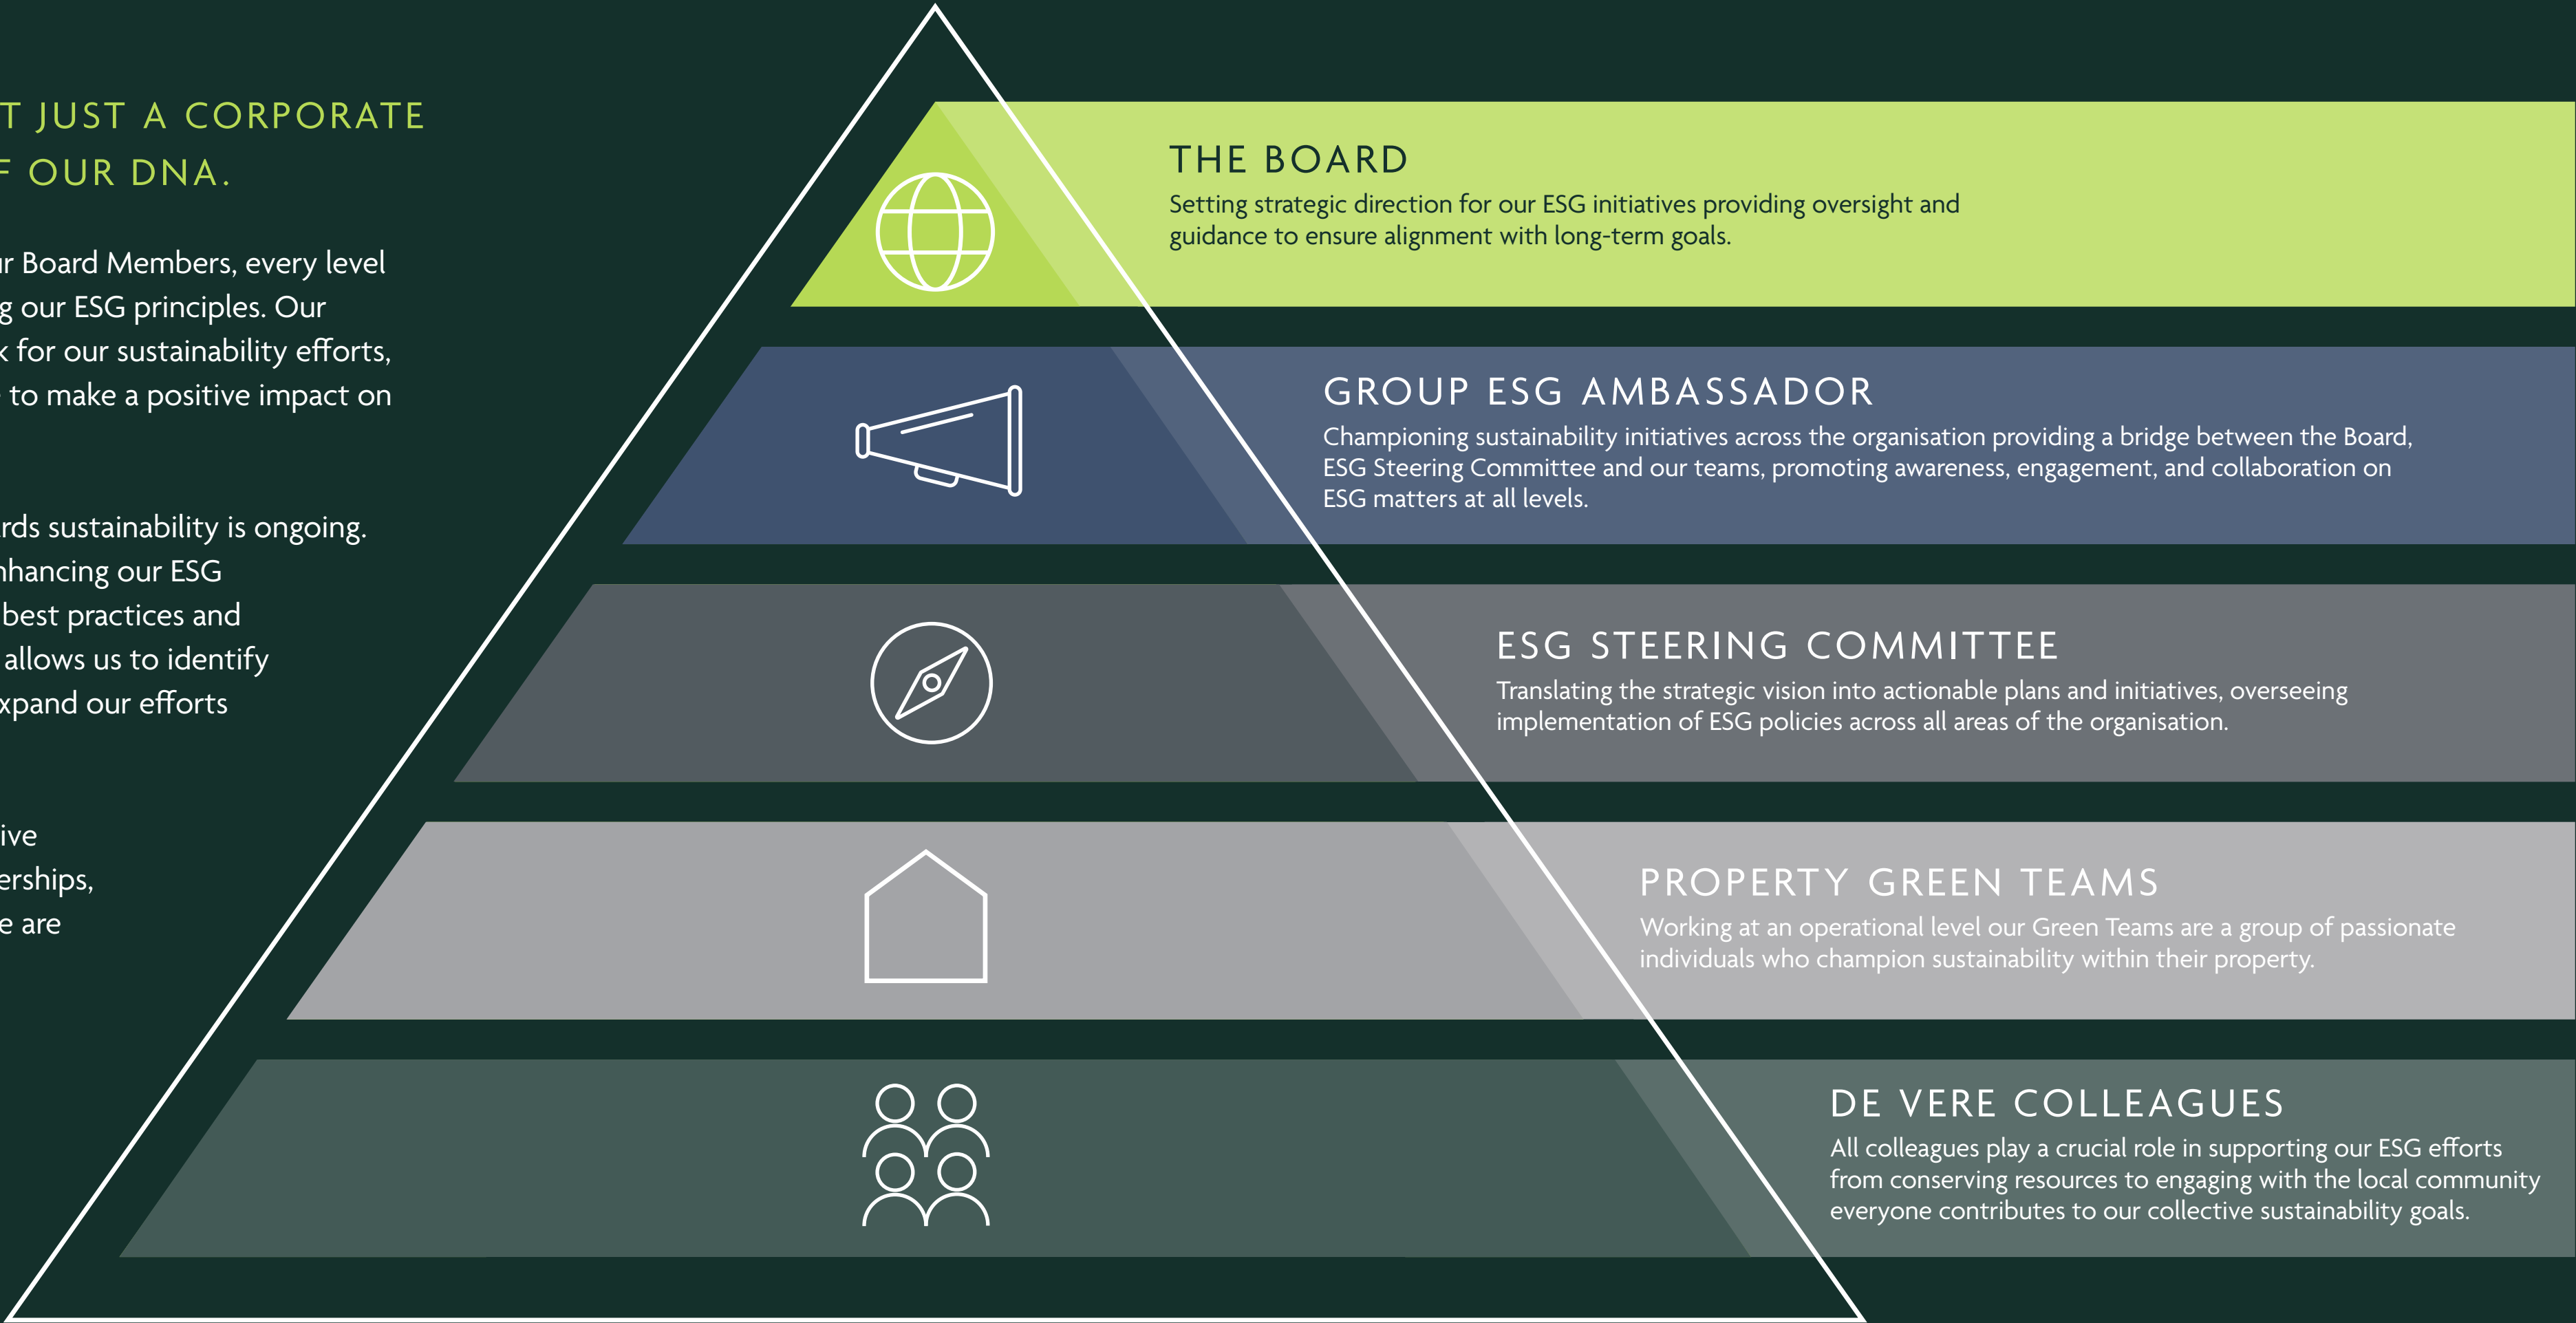 T JUST A CORPORATE
F OUR DNA.
r Board Members, every level
g our ESG principles. Our
k for our sustainability efforts,
to make a positive impact on
rds sustainability is ongoing.
nhancing our ESG
best practices and
allows us to identify
xpand our efforts
ive
erships,
e are
THE BOARD
Setting strategic direction for our ESG initiatives providing oversight and
guidance to ensure alignment with long-term goals.
GROUP ESG AMBASSADOR
Championing sustainability initiatives across the organisation providing a bridge between the Board,
ESG Steering Committee and our teams, promoting awareness, engagement, and collaboration on
ESG matters at all levels.
ESG STEERING COMMITTEE
Translating the strategic vision into actionable plans and initiatives, overseeing
implementation of ESG policies across all areas of the organisation.
PROPERTY GREEN TEAMS
Working at an operational level our Green Teams are a group of passionate
individuals who champion sustainability within their property.
DE VERE COLLEAGUES
All colleagues play a crucial role in supporting our ESG efforts
from conserving resources to engaging with the local community
everyone contributes to our collective sustainability goals.